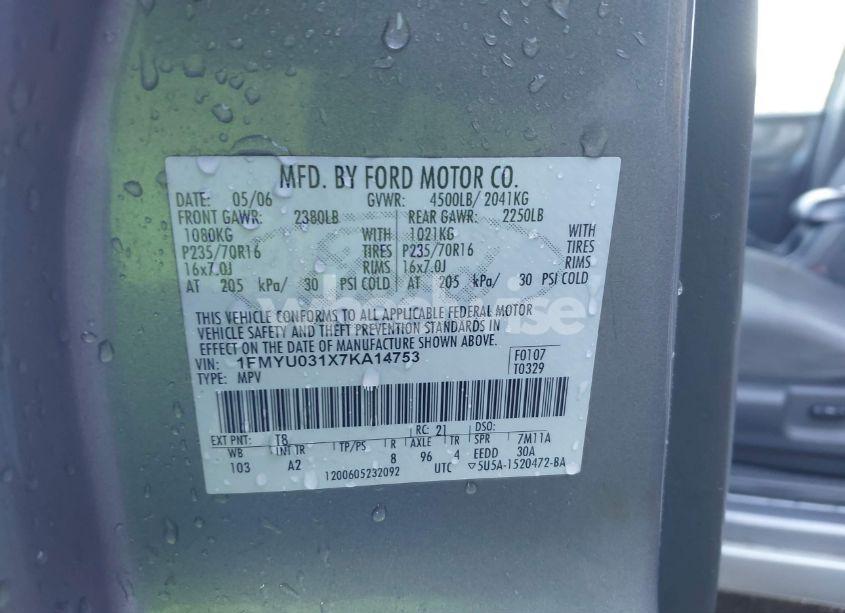 MFD. BY FORD MOTOR CO.
DATE: 05/06 GVWR: 4500LB/ 2041KG
FRONT GAWR: 2380LB REAR GAWR: 2250LB
1080KG WITH 1021KG WITH
P235/70R16 TIRES P235/70R16 TIRES
16x7.0J RIMS 16x7.0J RIMS
AT 205 kPa/ 30 PSI COLD AT 205 kPa/ 30 PSI COLD
THIS VEHICLE CONFORMS TO ALL APPLICABLE FEDERAL MOTOR
VEHICLE SAFETY AND THEFT PREVENTION STANDARDS IN
EFFECT ON THE DATE OF MANUFACTURE SHOWN ABOVE.
VIN: 1FMYU031X7KA14753 F0107
TYPE: MPV T0329
EXT PNT: T8 RC: 21 DSO:
WB INT TR TP/PS R AXLE TR SPR 7M11A
103 A2 8 96 4 EEDD 30A
1200605232092 UTC ▽5U5A-1520472-BA
wheelwise